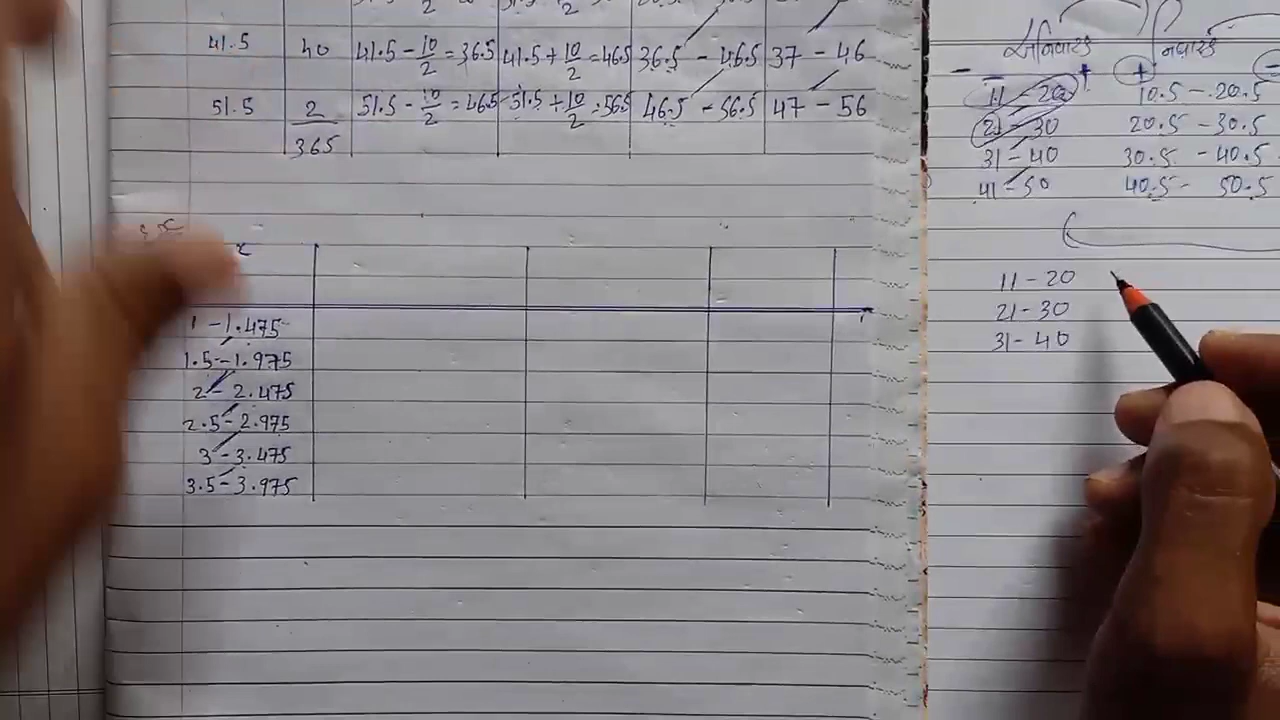 41.5 40 41.5 - 10/2 = 36.5 41.5 + 10/2 = 46.5 36.5 - 46.5 37 - 46
51.5 2 51.5 - 10/2 = 46.5 51.5 + 10/2 = 56.5 46.5 - 56.5 47 - 56
365
x
1 - 1.475
1.5 - 1.975
2 - 2.475
2.5 - 2.975
3 - 3.475
3.5 - 3.975
- + + -
11 - 20 10.5 - 20.5
21 - 30 20.5 - 30.5
31 - 40 30.5 - 40.5
41 - 50 40.5 - 50.5
11 - 20
21 - 30
31 - 40